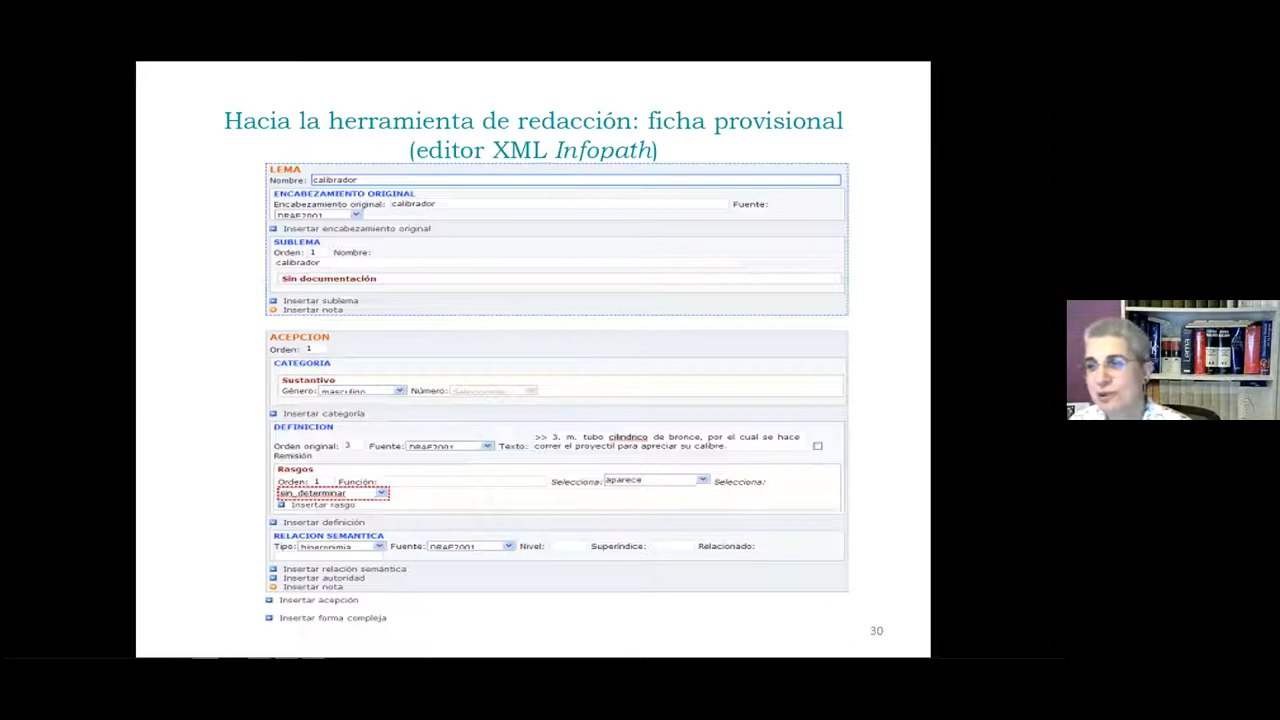 Hacia la herramienta de redacción: ficha provisional
(editor XML Infopath)
LEMA
Nombre: calibrador
ENCABEZAMIENTO ORIGINAL
Encabezamiento original: calibrador Fuente:
DRAE2001
Insertar encabezamiento original
SUBLEMA
Orden: 1 Nombre:
calibrador
Sin documentación
Insertar sublema
Insertar nota
ACEPCION
Orden: 1
CATEGORIA
Sustantivo
Género: masculino Número: Seleccione
Insertar categoría
DEFINICION
>> 3. m. tubo cilíndrico de bronce, por el cual se hace
Orden original: 3 Fuente: DRAE2001 Texto: correr el proyectil para apreciar su calibre.
Remisión
Rasgos
Orden: 1 Función: Selecciona: aparece Selecciona:
sin_determinar
Insertar rasgo
Insertar definición
RELACION SEMANTICA
Tipo: hiperonimia Fuente: DRAE2001 Nivel: Superíndice: Relacionado:
Insertar relación semántica
Insertar autoridad
Insertar nota
Insertar acepción
Insertar forma compleja
30
Lema